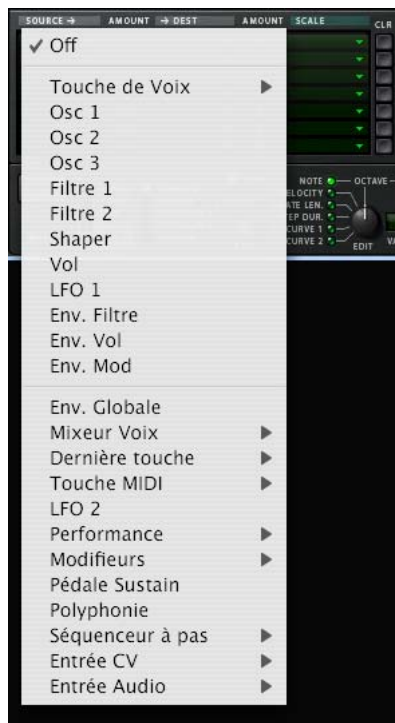 SOURCE → AMOUNT → DEST AMOUNT SCALE CLR
✓ Off
Touche de Voix
Osc 1
Osc 2
Osc 3
Filtre 1
Filtre 2
Shaper
Vol
LFO 1
Env. Filtre
Env. Vol
Env. Mod
Env. Globale
Mixeur Voix
Dernière touche
Touche MIDI
LFO 2
Performance
Modifieurs
Pédale Sustain
Polyphonie
Séquenceur à pas
Entrée CV
Entrée Audio
NOTE OCTAVE
ELOCITY
ATE LEN.
EP DUR.
CURVE 1
CURVE 2
EDIT